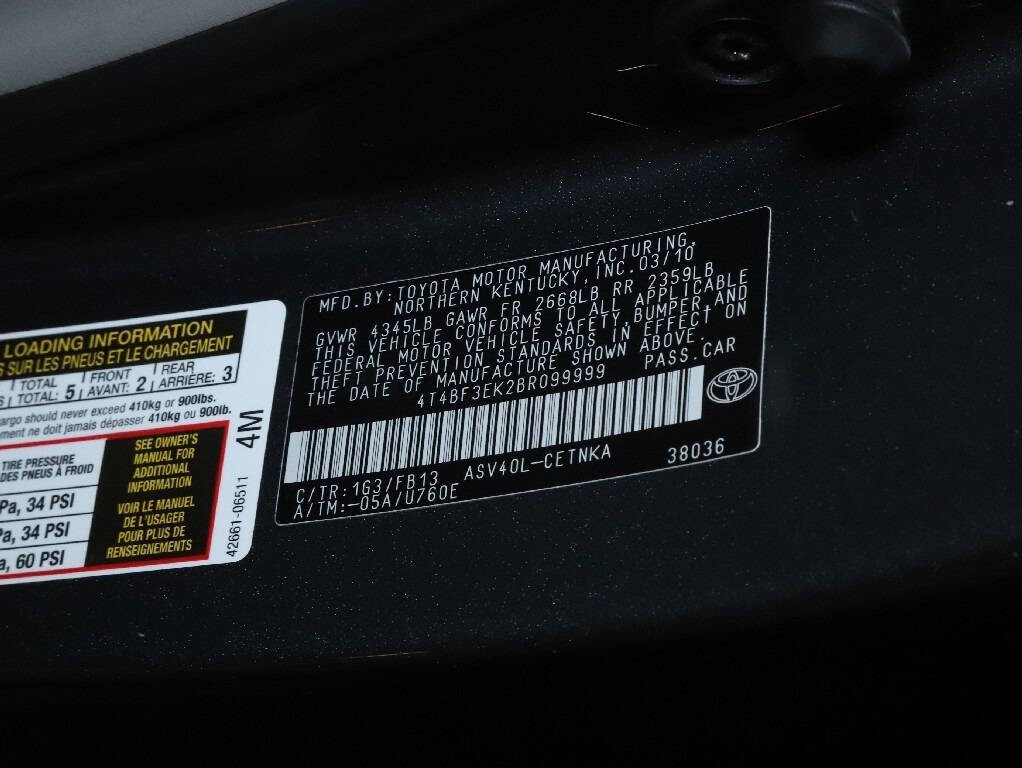 LOADING INFORMATION
S SUR LES PNEUS ET LE CHARGEMENT
TOTAL 5 FRONT 2 REAR 3
TOTAL: AVANT: ARRIÈRE:
argo should never exceed 410kg or 900lbs.
ment ne doit jamais dépasser 410kg ou 900lb.
TIRE PRESSURE
DES PNEUS À FROID
Pa, 34 PSI
Pa, 34 PSI
a, 60 PSI
SEE OWNER'S
MANUAL FOR
ADDITIONAL
INFORMATION
VOIR LE MANUEL
DE L'USAGER
POUR PLUS DE
RENSEIGNEMENTS
4M
42661-06511
MFD.BY:TOYOTA MOTOR MANUFACTURING,
NORTHERN KENTUCKY,INC.03/10
GVWR 4345LB GAWR FR 2668LB RR 2359LB
THIS VEHICLE CONFORMS TO ALL APPLICABLE
FEDERAL MOTOR VEHICLE SAFETY,BUMPER,AND
THEFT PREVENTION STANDARDS IN EFFECT ON
THE DATE OF MANUFACTURE SHOWN ABOVE.
4T4BF3EK2BR099999 PASS.CAR
C/TR:1G3/FB13 ASV40L-CETNKA 38036
A/TM:-05A/U760E